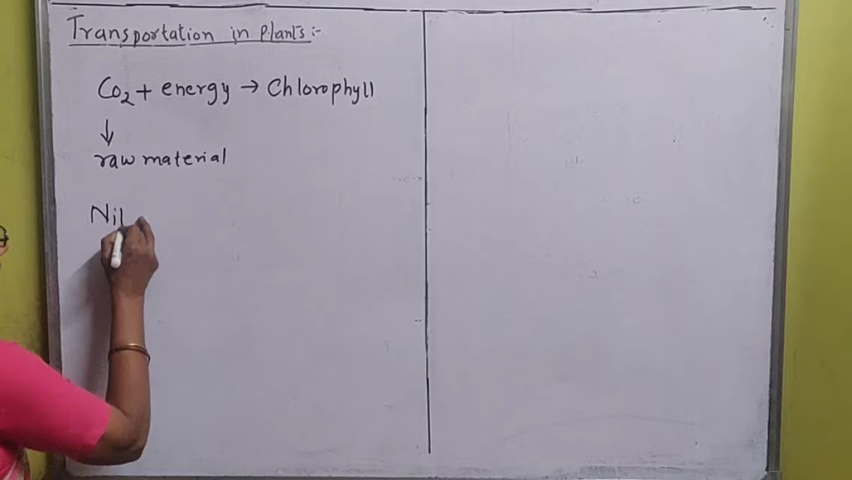 Transportation in Plants:-
Co2 + energy → Chlorophyll
↓
raw material
Ni